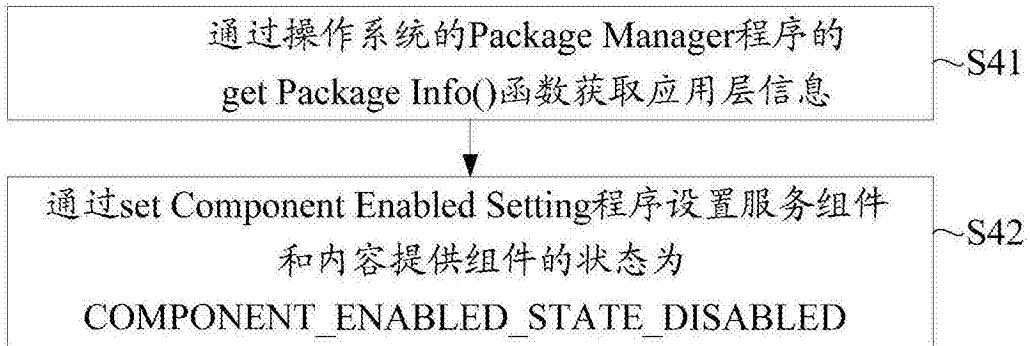 通过操作系统的Package Manager程序的
get Package Info()函数获取应用层信息
S41
通过set Component Enabled Setting程序设置服务组件
和内容提供组件的状态为
COMPONENT_ENABLED_STATE_DISABLED
S42